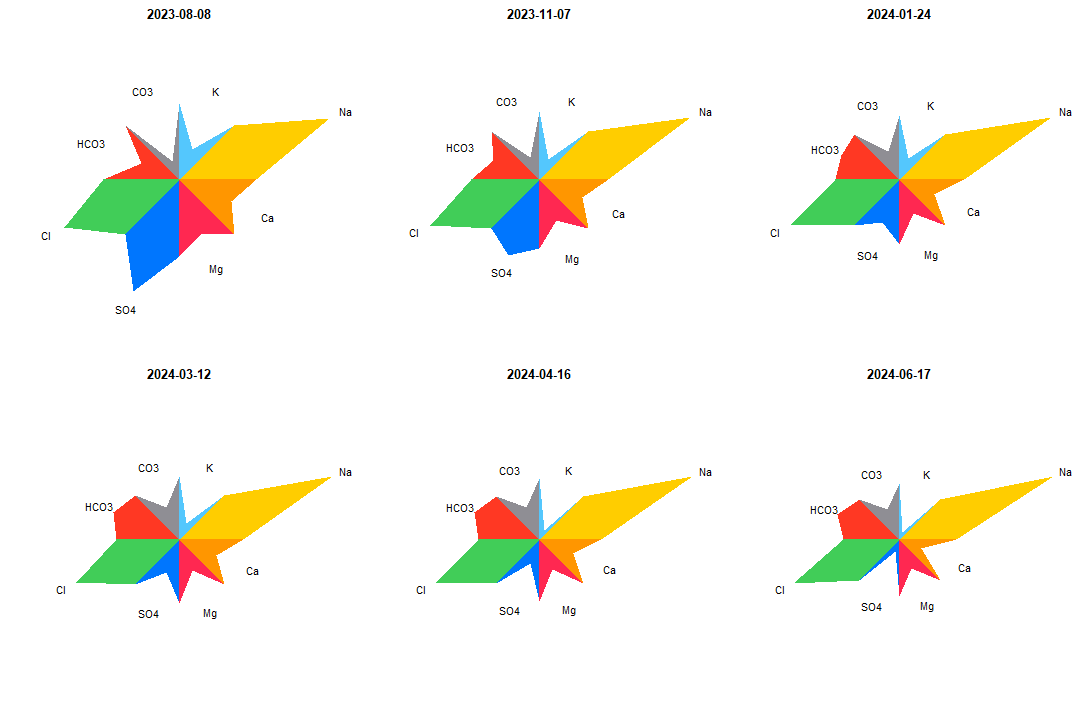 2023-08-08
2023-11-07
2024-01-24
CO3
K
Na
HCO3
Ca
Cl
Mg
SO4
CO3
K
Na
HCO3
Ca
Cl
Mg
SO4
CO3
K
Na
HCO3
Ca
Cl
Mg
SO4
2024-03-12
2024-04-16
2024-06-17
CO3
K
Na
HCO3
Ca
Cl
Mg
SO4
CO3
K
Na
HCO3
Ca
Cl
Mg
SO4
CO3
K
Na
HCO3
Ca
Cl
Mg
SO4